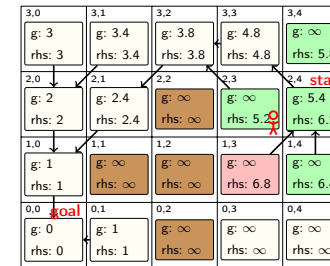 3,0 3,1 3,2 3,3 3,4
g: 3 g: 3.4 g: 3.8 g: 4.8 g: ∞
rhs: 3 rhs: 3.4 rhs: 3.8 rhs: 4.8
2,0 2,1 2,2 2,3 2,4
g: 2 g: 2.4 g: ∞ g: ∞ g: 5.4
rhs: 2 rhs: 2.4 rhs: ∞
1,0 1,1 1,2 1,3 1,4
g: 1 g: ∞ g: ∞ g: ∞ g: ∞
rhs: 1 rhs: ∞ rhs: ∞ rhs: 6.8
0,0 goal 0,1 0,2 0,3 0,4
g: 0 g: 1 g: ∞ g: ∞ g: ∞
rhs: 0 rhs: 1 rhs: ∞ rhs: ∞ rhs: ∞